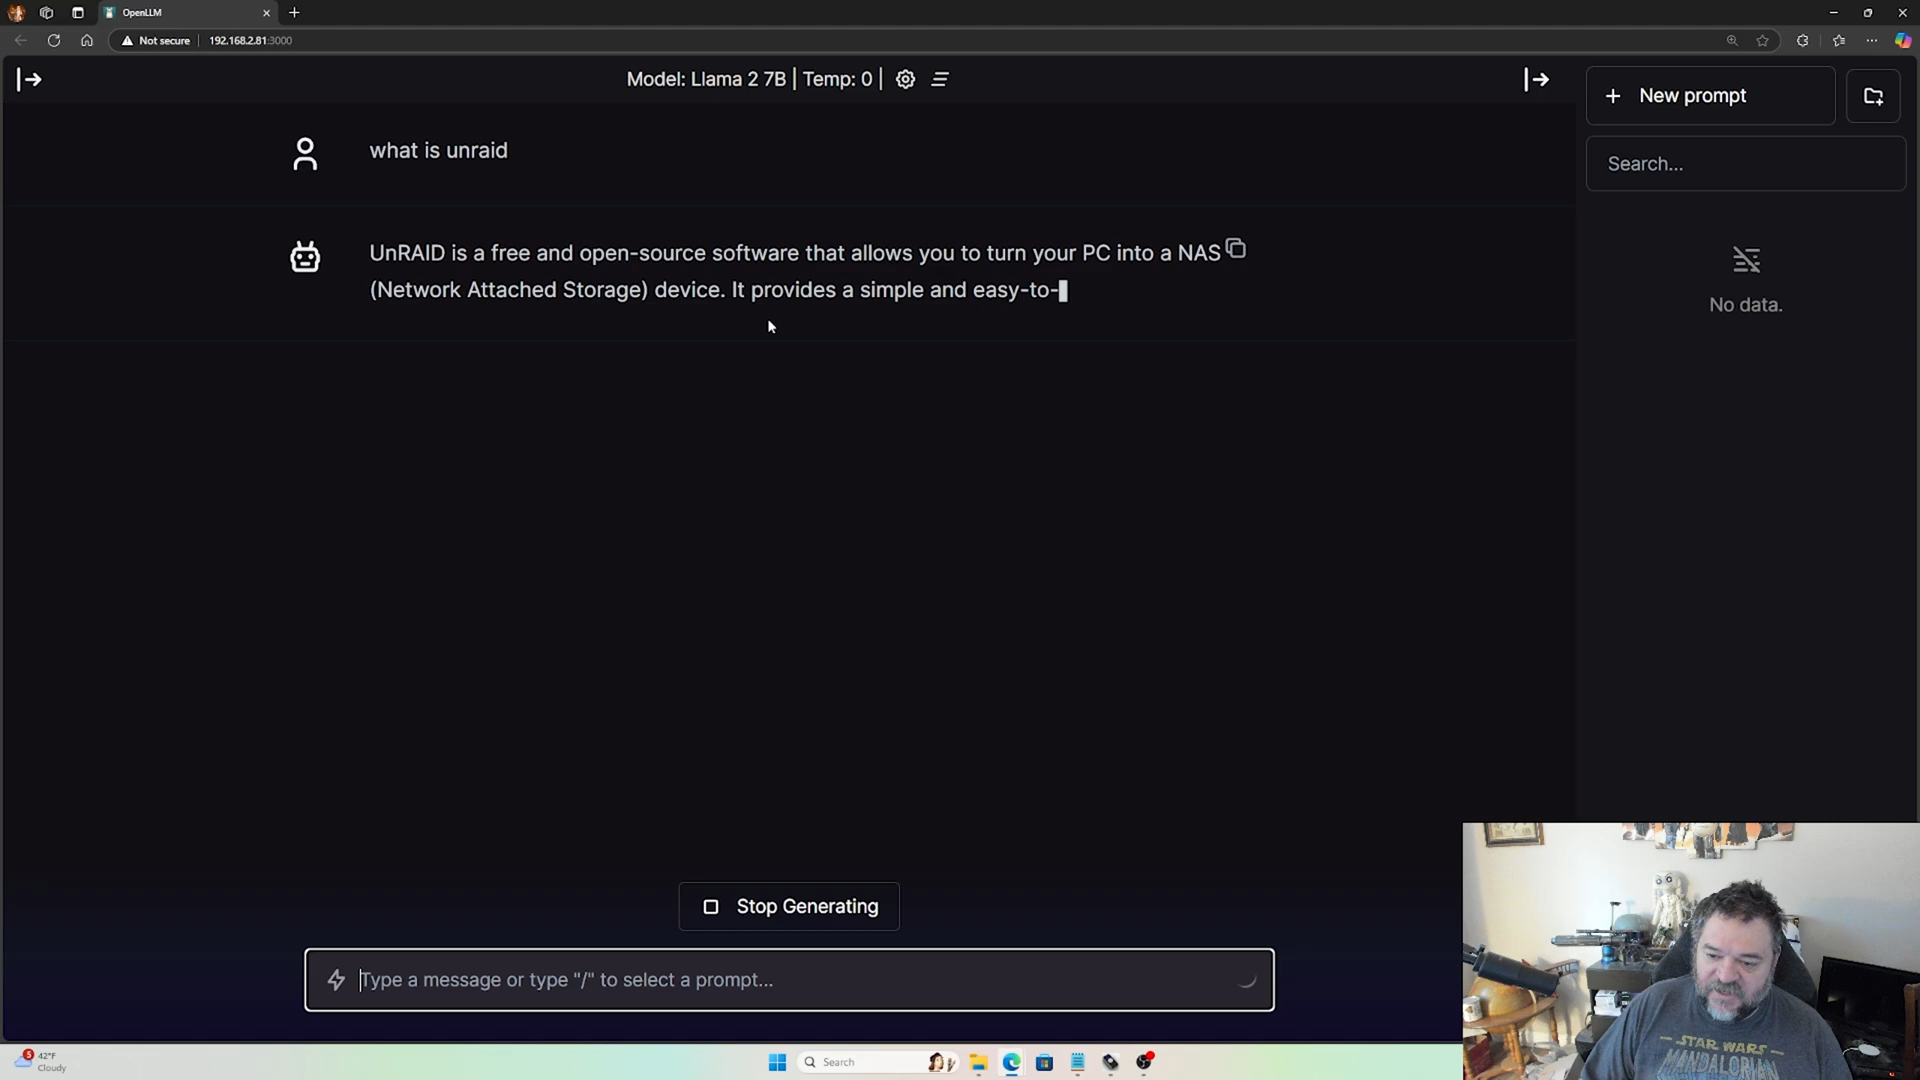 OpenLLM
Not secure
192.168.2.81:3000
Model: Llama 2 7B | Temp: 0 |
New prompt
Search...
No data.
what is unraid
UnRAID is a free and open-source software that allows you to turn your PC into a NAS
(Network Attached Storage) device. It provides a simple and easy-to-
Stop Generating
Type a message or type "/" to select a prompt...
5
42°F
Cloudy
Search
STAR WARS
MANDALORIAN